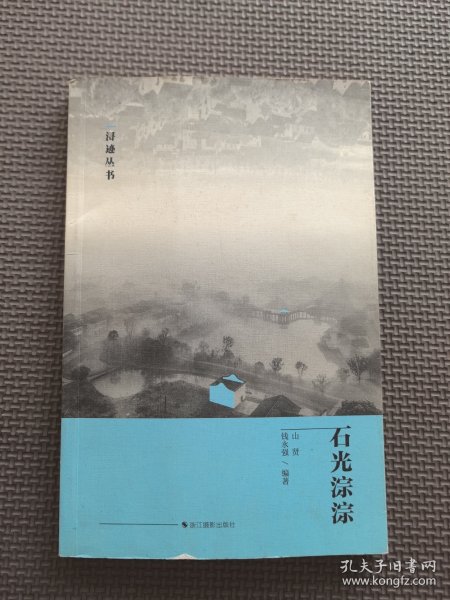 浔迹丛书
石光淙淙
山贤
钱永强/编著
浙江摄影出版社
孔夫子旧书网
www.kongfz.com